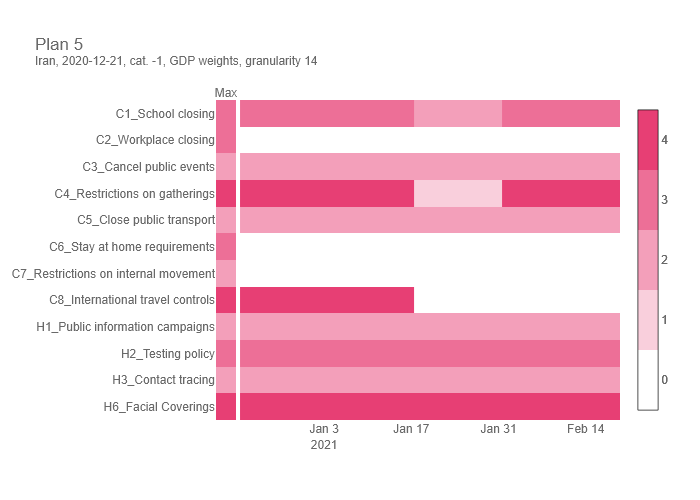 Plan 5
Iran, 2020-12-21, cat. -1, GDP weights, granularity 14
Max
C1_School closing
C2_Workplace closing
C3_Cancel public events
C4_Restrictions on gatherings
C5_Close public transport
C6_Stay at home requirements
C7_Restrictions on internal movement
C8_International travel controls
H1_Public information campaigns
H2_Testing policy
H3_Contact tracing
H6_Facial Coverings
4
3
2
1
0
Jan 3 Jan 17 Jan 31 Feb 14
2021